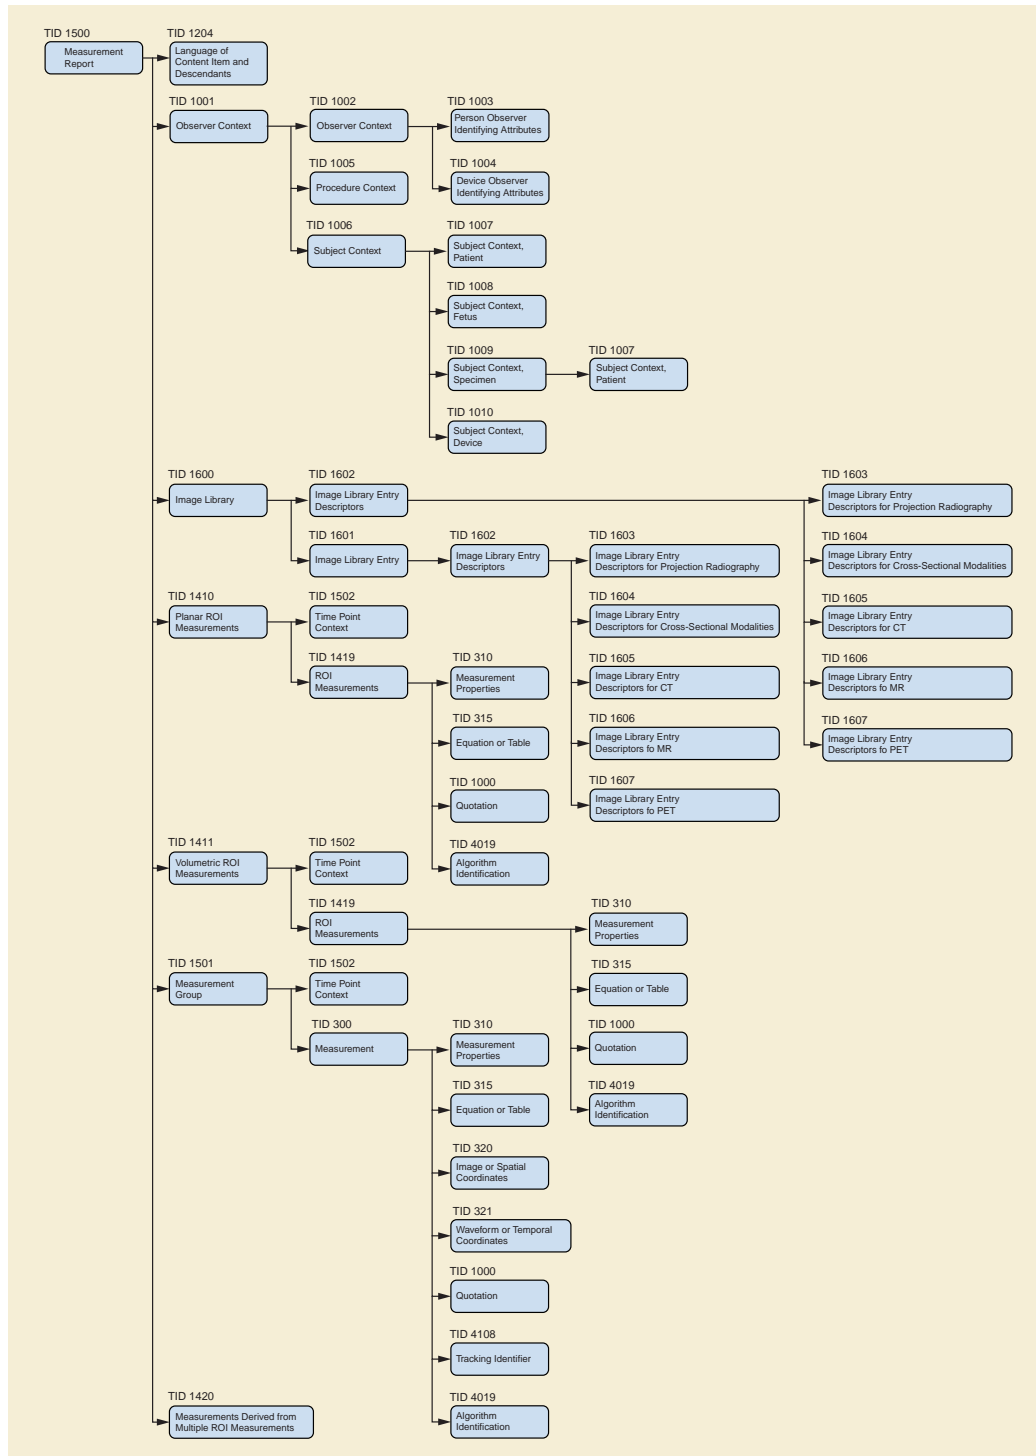 TID 1500
Measurement
Report
TID 1204
Language of
Content Item and
Descendants
TID 1001
Observer Context
TID 1002
Observer Context
TID 1003
Person Observer
Identifying Attributes
TID 1004
Device Observer
Identifying Attributes
TID 1005
Procedure Context
TID 1006
Subject Context
TID 1007
Subject Context,
Patient
TID 1008
Subject Context,
Fetus
TID 1009
Subject Context,
Specimen
TID 1007
Subject Context,
Patient
TID 1010
Subject Context,
Device
TID 1600
Image Library
TID 1602
Image Library Entry
Descriptors
TID 1603
Image Library Entry
Descriptors for Projection Radiography
TID 1604
Image Library Entry
Descriptors for Cross-Sectional Modalities
TID 1605
Image Library Entry
Descriptors for CT
TID 1606
Image Library Entry
Descriptors fo MR
TID 1607
Image Library Entry
Descriptors fo PET
TID 1601
Image Library Entry
TID 1602
Image Library Entry
Descriptors
TID 1603
Image Library Entry
Descriptors for Projection Radiography
TID 1604
Image Library Entry
Descriptors for Cross-Sectional Modalities
TID 1605
Image Library Entry
Descriptors for CT
TID 1606
Image Library Entry
Descriptors fo MR
TID 1607
Image Library Entry
Descriptors fo PET
TID 1410
Planar ROI
Measurements
TID 1502
Time Point
Context
TID 1419
ROI
Measurements
TID 310
Measurement
Properties
TID 315
Equation or Table
TID 1000
Quotation
TID 4019
Algorithm
Identification
TID 1411
Volumetric ROI
Measurements
TID 1502
Time Point
Context
TID 1419
ROI
Measurements
TID 310
Measurement
Properties
TID 315
Equation or Table
TID 1000
Quotation
TID 4019
Algorithm
Identification
TID 1501
Measurement
Group
TID 1502
Time Point
Context
TID 300
Measurement
TID 310
Measurement
Properties
TID 315
Equation or Table
TID 320
Image or Spatial
Coordinates
TID 321
Waveform or Temporal
Coordinates
TID 1000
Quotation
TID 4108
Tracking Identifier
TID 4019
Algorithm
Identification
TID 1420
Measurements Derived from
Multiple ROI Measurements